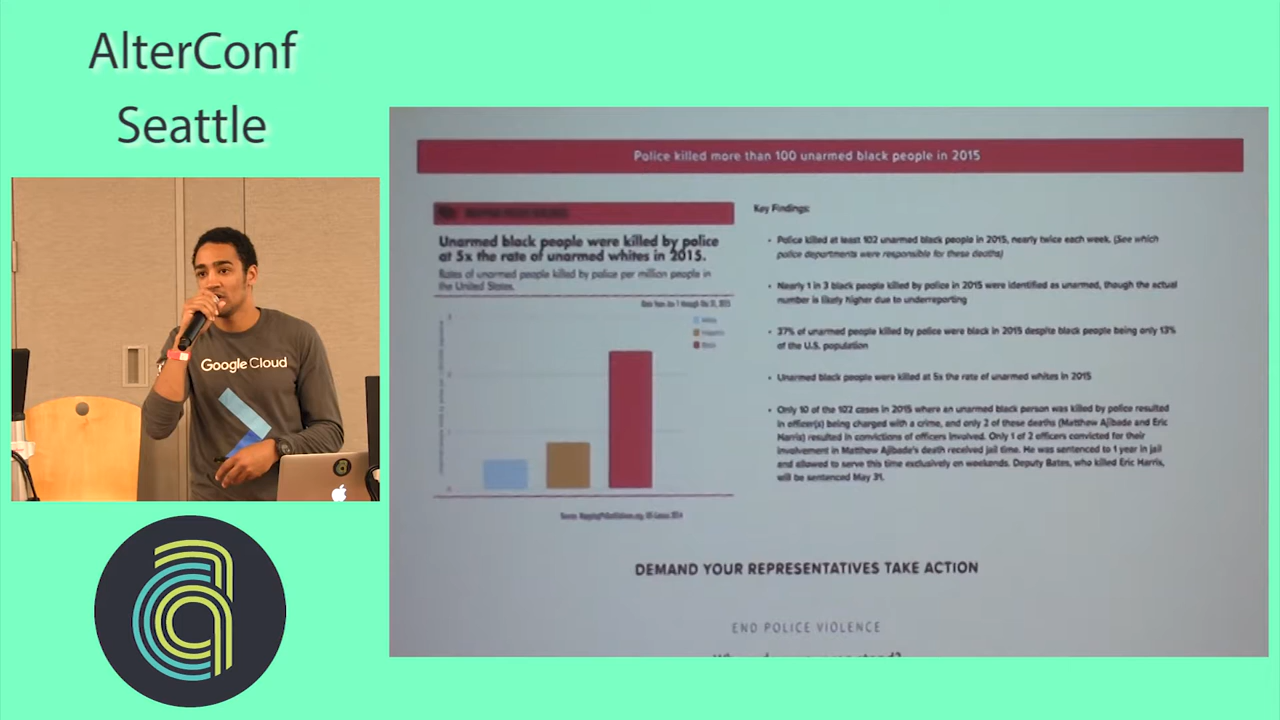 AlterConf
Seattle
Google Cloud
Police killed more than 100 unarmed black people in 2015
Unarmed black people were killed by police
at 5x the rate of unarmed whites in 2015.
Rates of unarmed people killed by police per million people in
the United States.
Key Findings:
• Police killed at least 102 unarmed black people in 2015, nearly twice each week. (See which
police departments were responsible for these deaths)
• Nearly 1 in 3 black people killed by police in 2015 were identified as unarmed, though the actual
number is likely higher due to underreporting
• 37% of unarmed people killed by police were black in 2015 despite black people being only 13%
of the U.S. population
• Unarmed black people were killed at 5x the rate of unarmed whites in 2015
• Only 10 of the 102 cases in 2015 where an unarmed black person was killed by police resulted
in officer(s) being charged with a crime, and only 2 of these deaths (Matthew Ajibade and Eric
Harris) resulted in convictions of officers involved. Only 1 of 2 officers convicted for their
involvement in Matthew Ajibade's death received jail time. He was sentenced to 1 year in jail
and allowed to serve this time exclusively on weekends. Deputy Bates, who killed Eric Harris,
will be sentenced May 31.
DEMAND YOUR REPRESENTATIVES TAKE ACTION
END POLICE VIOLENCE